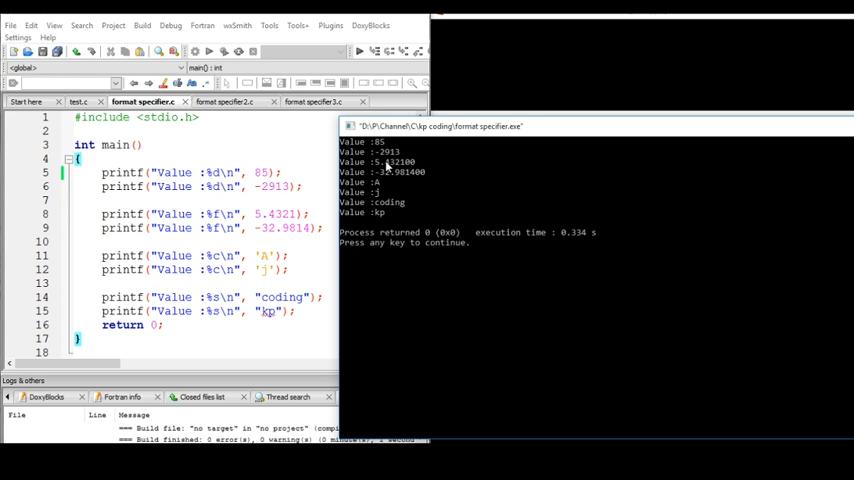 File Edit View Search Project Build Debug Fortran wxSmith Tools Tools+ Plugins DoxyBlocks
Settings Help
<global> main() : int
Start here test.c format specifier.c format specifier2.c format specifier3.c
1 #include <stdio.h>
2
3 int main()
4 {
5 printf("Value :%d\n", 85);
6 printf("Value :%d\n", -2913);
7
8 printf("Value :%f\n", 5.4321);
9 printf("Value :%f\n", -32.9814);
10
11 printf("Value :%c\n", 'A');
12 printf("Value :%c\n", 'j');
13
14 printf("Value :%s\n", "coding");
15 printf("Value :%s\n", "kp");
16 return 0;
17 }
18
"D:\P\Channel\C\kp coding\format specifier.exe"
Value :85
Value :-2913
Value :5.432100
Value :-32.981400
Value :A
Value :j
Value :coding
Value :kp
Process returned 0 (0x0) execution time : 0.334 s
Press any key to continue.
Logs & others
DoxyBlocks Fortran info Closed files list Thread search
File Line Message
=== Build file: "no target" in "no project" (compi
=== Build finished: 0 error(s), 0 warning(s) (0 minute(s), 1 second